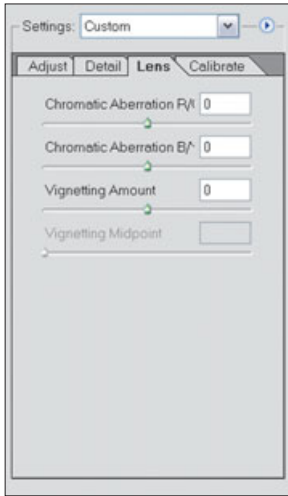 Settings: Custom
Adjust Detail Lens Calibrate
Chromatic Aberration R/ 0
Chromatic Aberration B/ 0
Vignetting Amount 0
Vignetting Midpoint